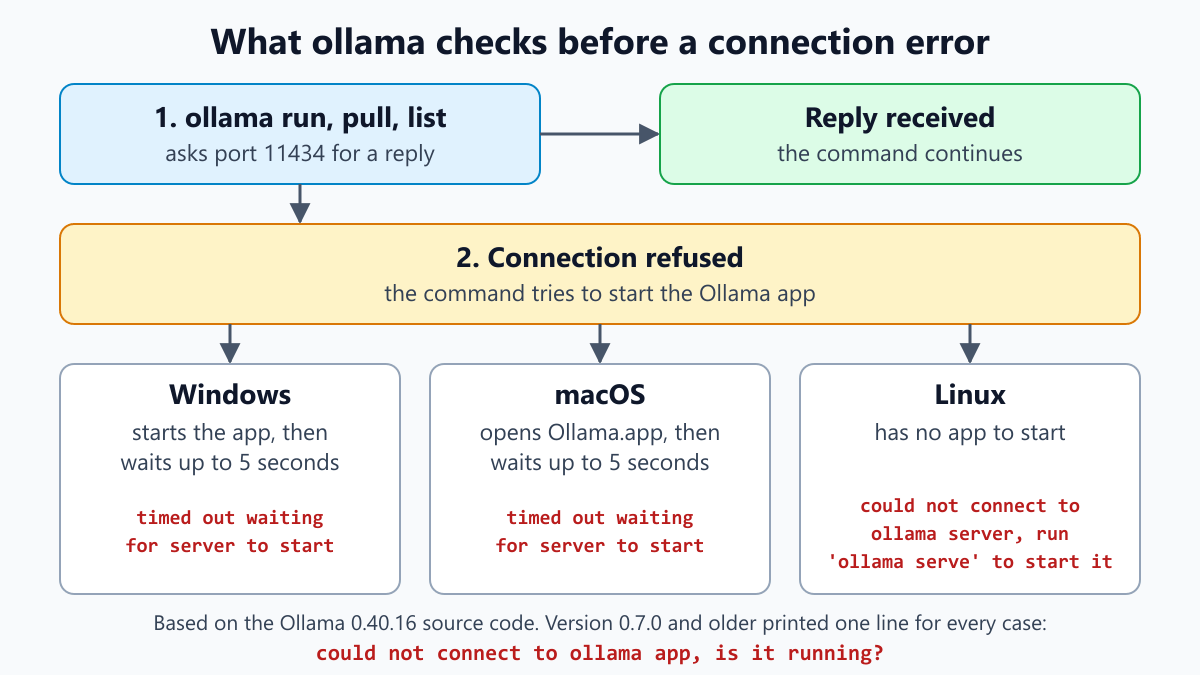 What ollama checks before a connection error
1. ollama run, pull, list
asks port 11434 for a reply
Reply received
the command continues
2. Connection refused
the command tries to start the Ollama app
Windows
starts the app, then
waits up to 5 seconds
timed out waiting
for server to start
macOS
opens Ollama.app, then
waits up to 5 seconds
timed out waiting
for server to start
Linux
has no app to start
could not connect to
ollama server, run
'ollama serve' to start it
Based on the Ollama 0.40.16 source code. Version 0.7.0 and older printed one line for every case:
could not connect to ollama app, is it running?